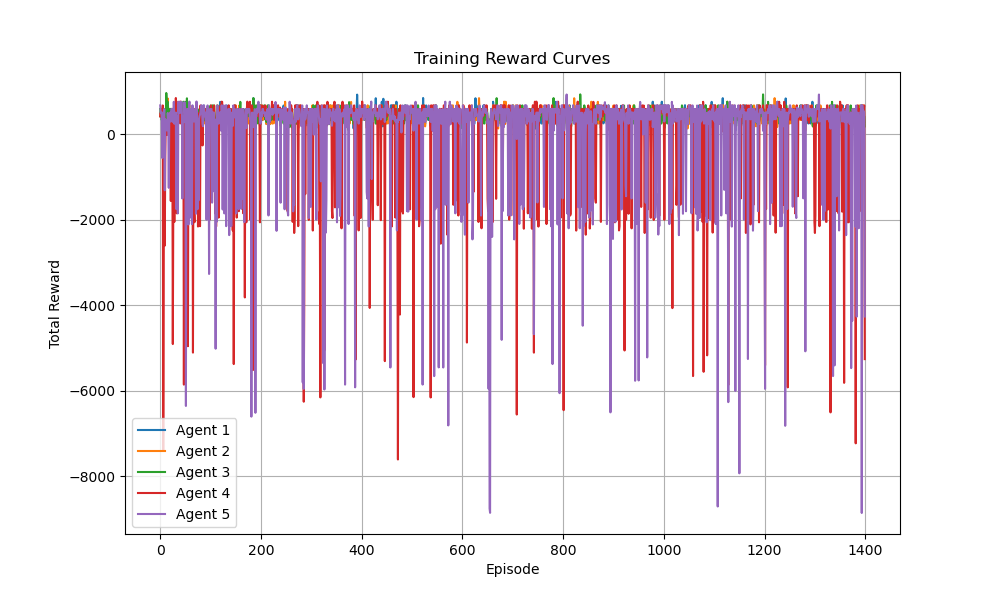 Training Reward Curves
Total Reward
0
−2000
−4000
−6000
−8000
Agent 1
Agent 2
Agent 3
Agent 4
Agent 5
0 200 400 600 800 1000 1200 1400
Episode